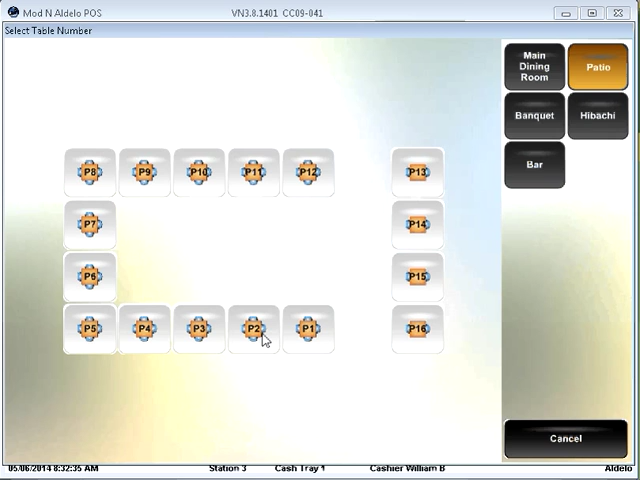 Mod N Aldelo POS VN3.8.1401 CC09-041
Select Table Number
Main Dining Room
Patio
Banquet
Hibachi
Bar
P8 P9 P10 P11 P12 P13
P7 P14
P6 P15
P5 P4 P3 P2 P1 P16
Cancel
05/06/2014 8:32:35 AM Station 3 Cash Tray 1 Cashier William B Aldelo